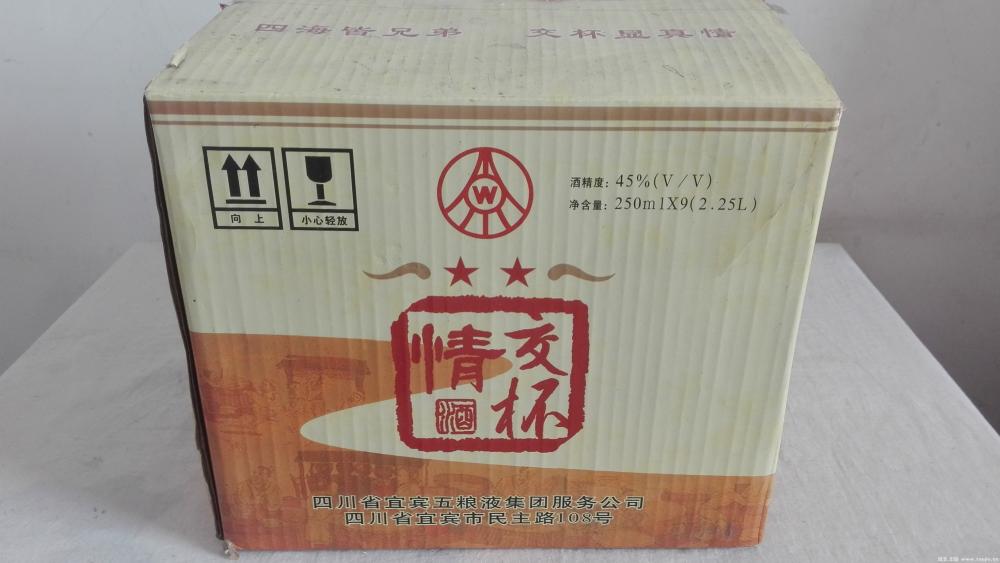 四海皆兄弟 交杯显真情
向上
小心轻放
W
酒精度：45%(V/V)
净含量：250mlX9(2.25L)
交杯
情
酒
四川省宜宾五粮液集团服务公司
四川省宜宾市民主路108号